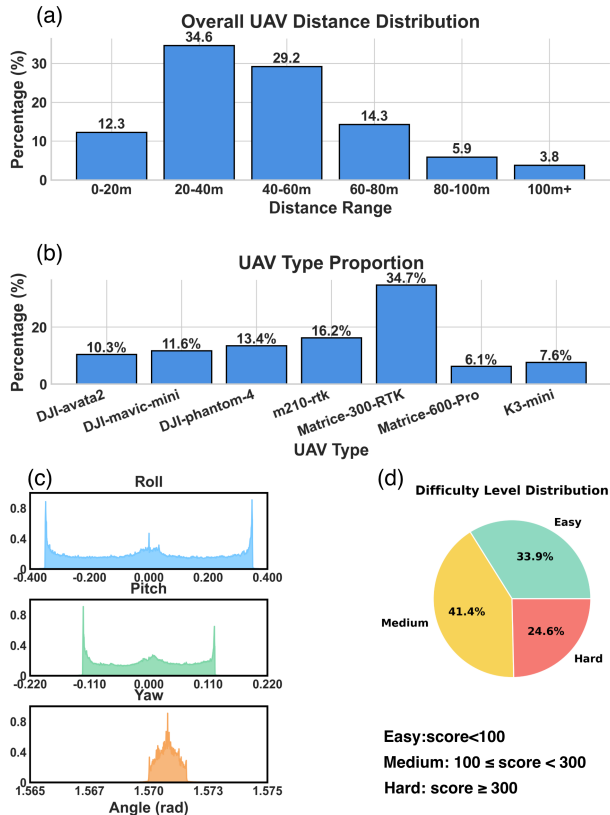 (a)
Overall UAV Distance Distribution
Percentage (%)
30
20
10
0
12.3
34.6
29.2
14.3
5.9
3.8
0-20m 20-40m 40-60m 60-80m 80-100m 100m+
Distance Range
(b)
UAV Type Proportion
Percentage (%)
20
0
10.3%
11.6%
13.4%
16.2%
34.7%
6.1%
7.6%
DJI-avata2
DJI-mavic-mini
DJI-phantom-4
m210-rtk
Matrice-300-RTK
Matrice-600-Pro
K3-mini
UAV Type
(c)
Roll
0.8
0.4
0
-0.400 -0.200 0.000 0.200 0.400
Pitch
0.8
0.4
0
-0.220 -0.110 0.000 0.110 0.220
Yaw
0.8
0.4
0
1.565 1.567 1.570 1.573 1.575
Angle (rad)
(d)
Difficulty Level Distribution
Easy
33.9%
Medium
41.4%
24.6%
Hard
Easy:score<100
Medium: 100 ≤ score < 300
Hard: score ≥ 300